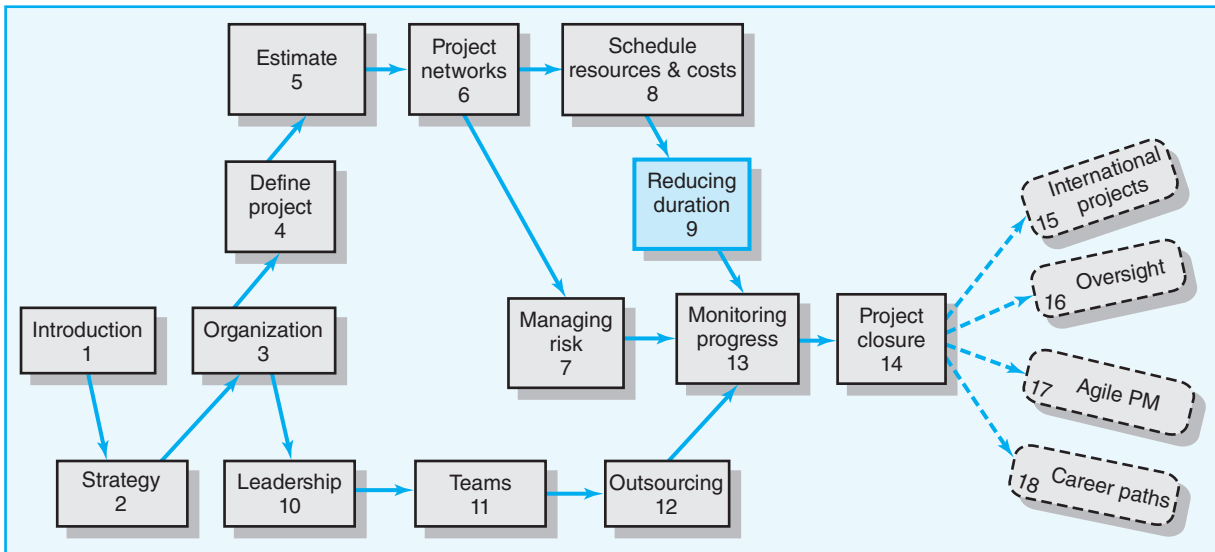 Estimate
5
Project
networks
6
Schedule
resources & costs
8
Define
project
4
Reducing
duration
9
International
projects
15
Oversight
16
Introduction
1
Organization
3
Managing
risk
7
Monitoring
progress
13
Project
closure
14
Agile PM
17
Strategy
2
Leadership
10
Teams
11
Outsourcing
12
Career paths
18